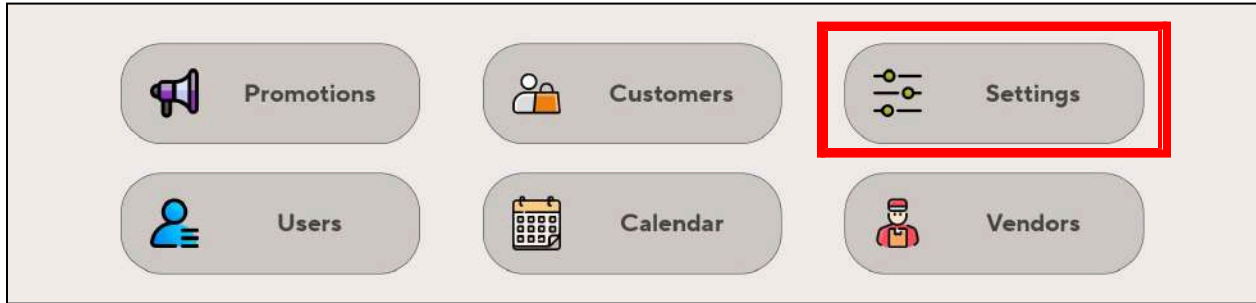 Promotions
Customers
Settings
Users
Calendar
Vendors